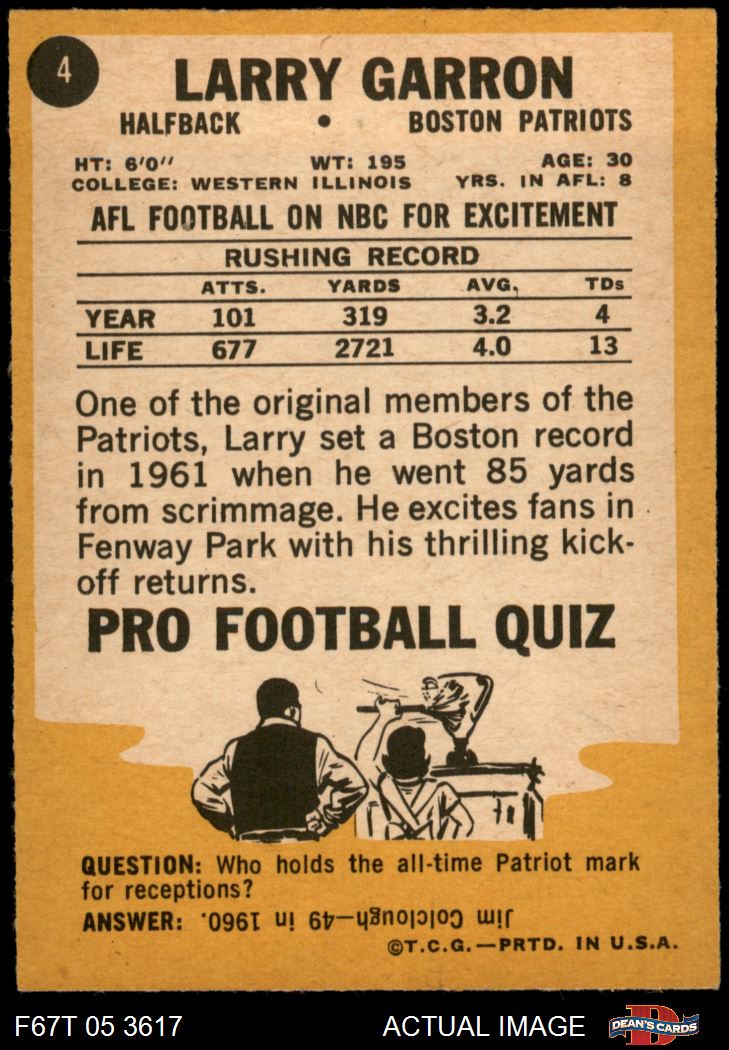 4
LARRY GARRON
HALFBACK • BOSTON PATRIOTS
HT: 6'0'' WT: 195 AGE: 30
COLLEGE: WESTERN ILLINOIS YRS. IN AFL: 8
AFL FOOTBALL ON NBC FOR EXCITEMENT
RUSHING RECORD
ATTS. YARDS AVG. TDs
YEAR 101 319 3.2 4
LIFE 677 2721 4.0 13
One of the original members of the
Patriots, Larry set a Boston record
in 1961 when he went 85 yards
from scrimmage. He excites fans in
Fenway Park with his thrilling kick-
off returns.
PRO FOOTBALL QUIZ
QUESTION: Who holds the all-time Patriot mark
for receptions?
ANSWER: Jim Colclough—49 in 1960.
©T.C.G.—PRTD. IN U.S.A.
F67T 05 3617 ACTUAL IMAGE D DEAN'S CARDS